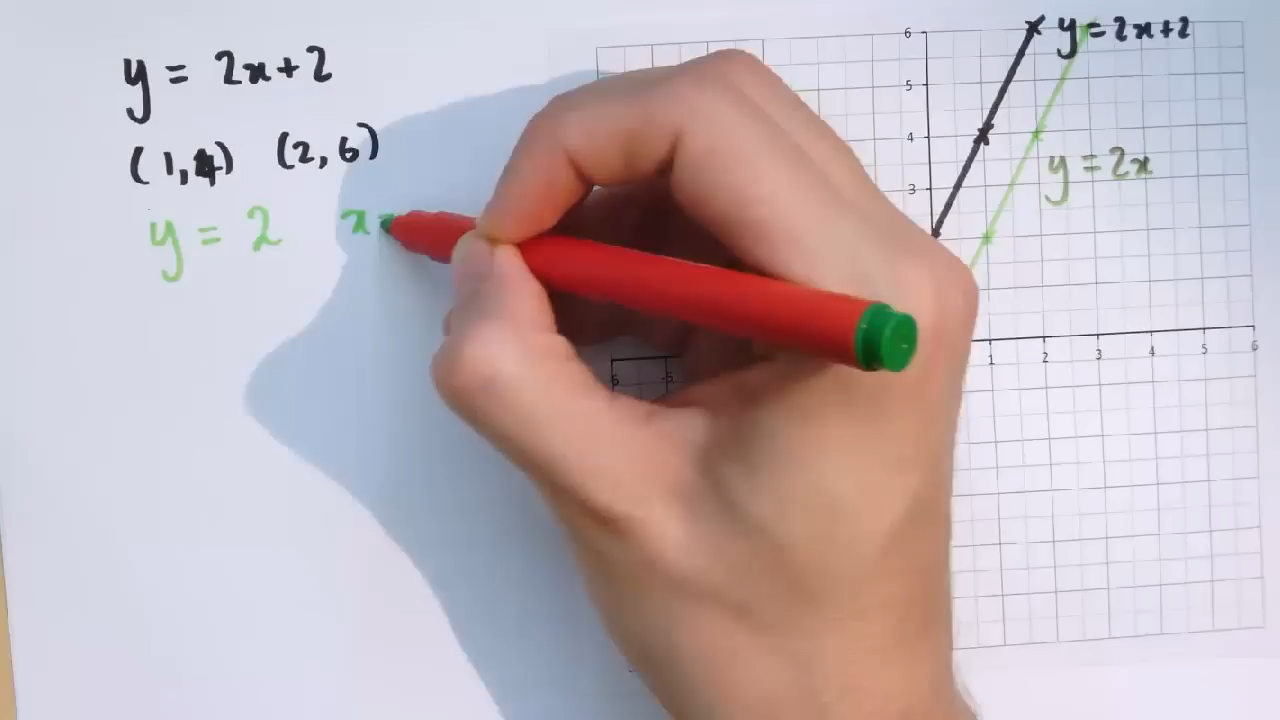 y = 2x+2
(1,4) (2,6)
y = 2 x=
y=2x+2
y=2x
6
5
4
3
1 2 3 4 5 6